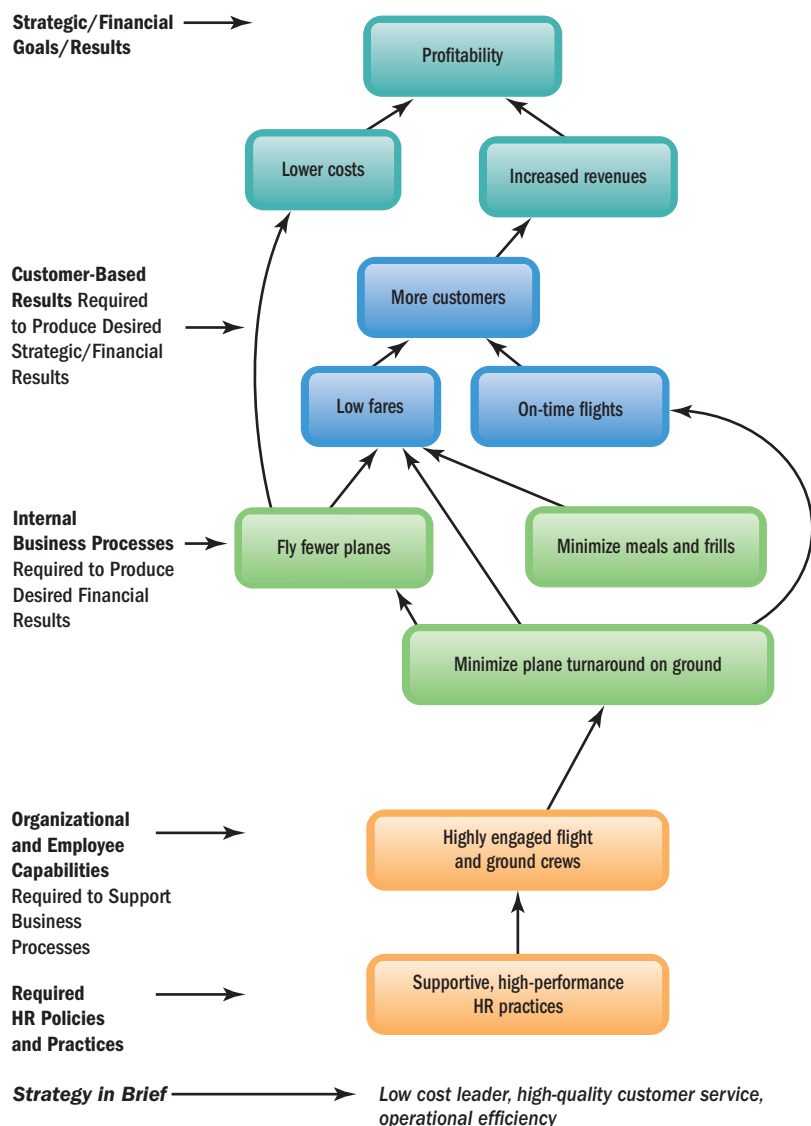 Strategic/Financial
Goals/Results
Profitability
Lower costs
Increased revenues
Customer-Based
Results Required
to Produce Desired
Strategic/Financial
Results
More customers
Low fares
On-time flights
Internal
Business Processes
Required to Produce
Desired Financial
Results
Fly fewer planes
Minimize meals and frills
Minimize plane turnaround on ground
Organizational
and Employee
Capabilities
Required to Support
Business
Processes
Highly engaged flight
and ground crews
Required
HR Policies
and Practices
Supportive, high-performance
HR practices
Strategy in Brief
Low cost leader, high-quality customer service,
operational efficiency